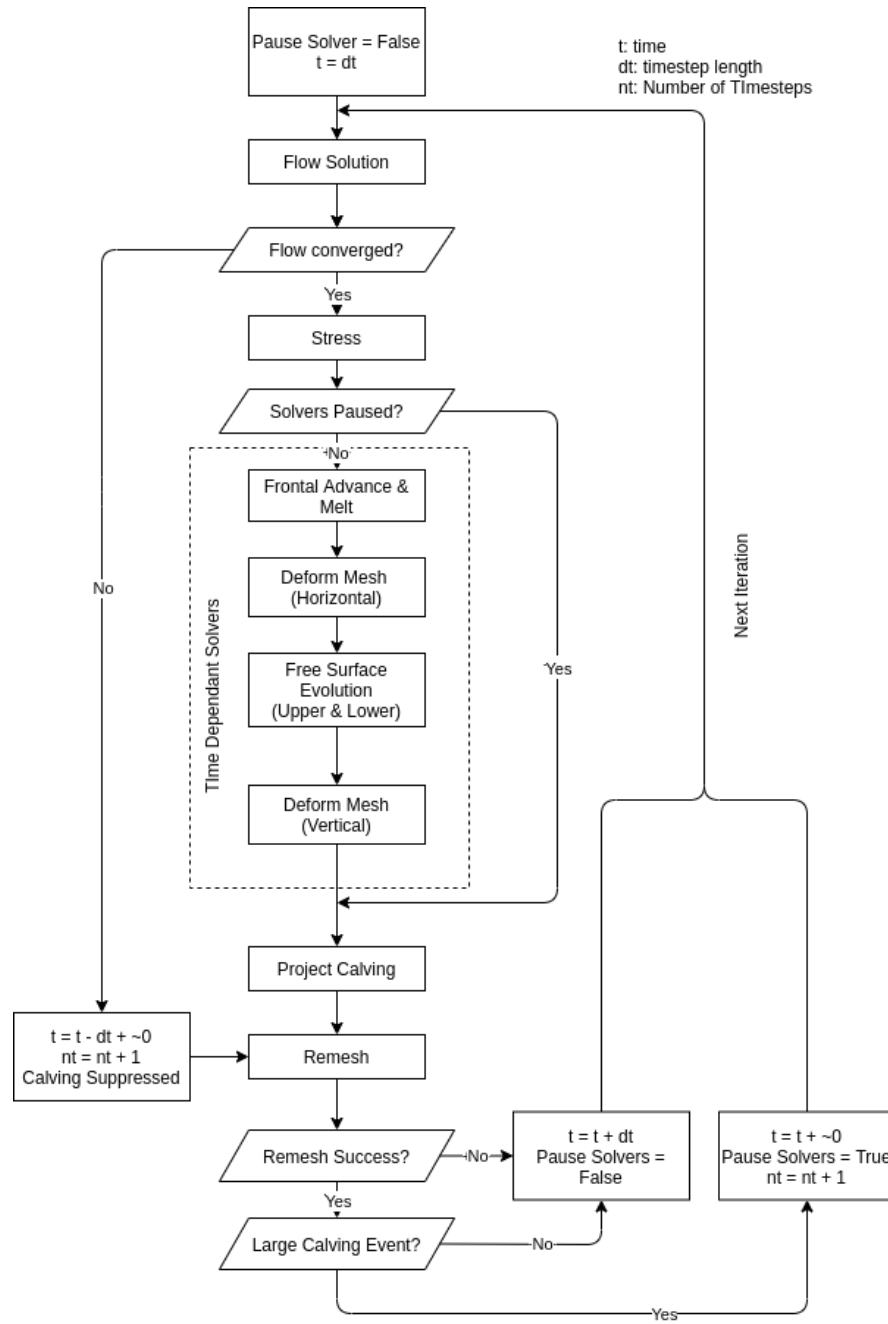 Pause Solver = False
t = dt
t: time
dt: timestep length
nt: Number of TImesteps
Flow Solution
Flow converged?
Yes
Stress
Solvers Paused?
No
Frontal Advance &
Melt
Deform Mesh
(Horizontal)
Free Surface
Evolution
(Upper & Lower)
Deform Mesh
(Vertical)
TIme Dependant Solvers
No
Yes
Next Iteration
Project Calving
t = t - dt + ~0
nt = nt + 1
Calving Suppressed
Remesh
Remesh Success?
No
t = t + dt
Pause Solvers =
False
t = t + ~0
Pause Solvers = True
nt = nt + 1
Yes
Large Calving Event?
No
Yes